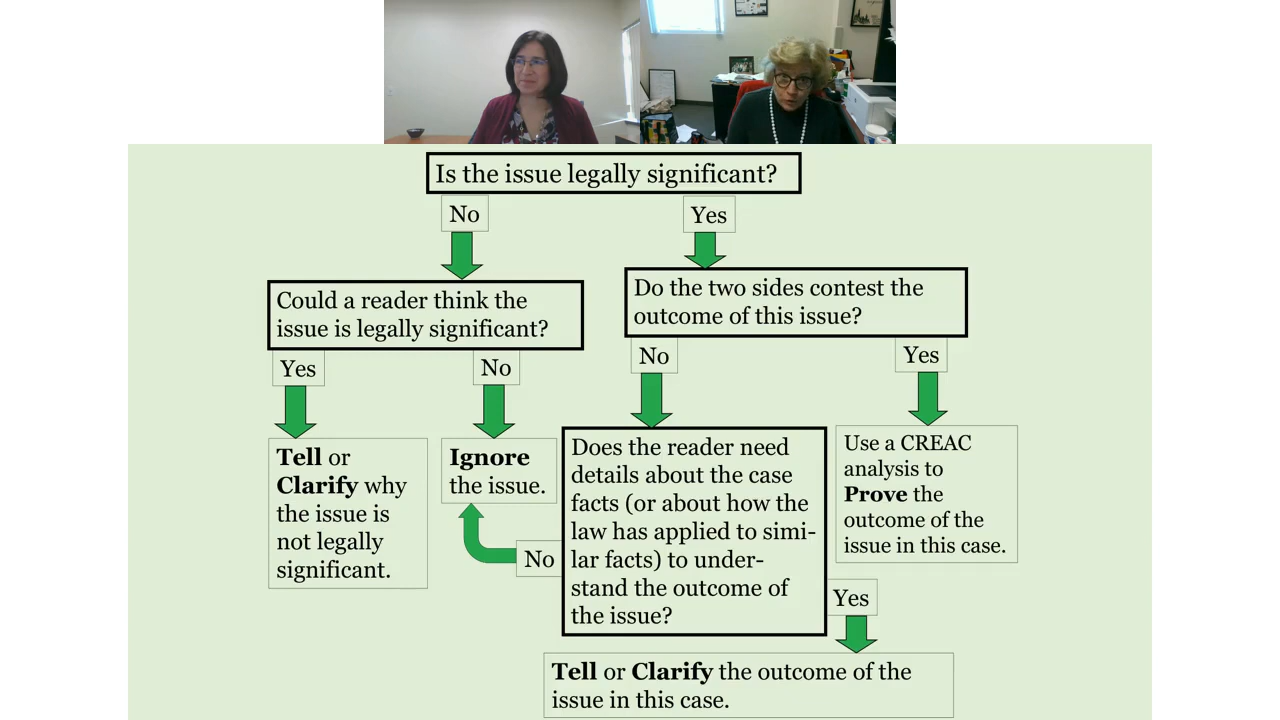 Is the issue legally significant?
No
Yes
Could a reader think the
issue is legally significant?
Do the two sides contest the
outcome of this issue?
Yes
No
No
Yes
Tell or
Clarify why
the issue is
not legally
significant.
Ignore
the issue.
No
Does the reader need
details about the case
facts (or about how the
law has applied to simi-
lar facts) to under-
stand the outcome of
the issue?
Use a CREAC
analysis to
Prove the
outcome of the
issue in this case.
Yes
Tell or Clarify the outcome of the
issue in this case.